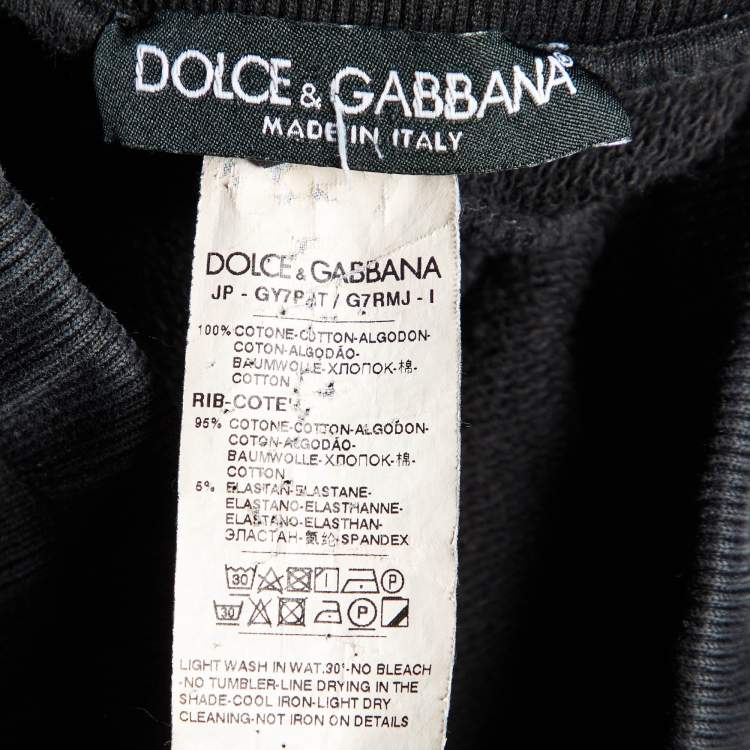 DOLCE & GABBANA
MADE IN ITALY
DOLCE & GABBANA
JP - / G7RMJ - I
100% COTONE-COTTON-ALGODON-
COTON-ALGODÃO-
BAUMWOLLE-ХЛОПОК-棉-
COTTON
RIB-COTE'
95% COTONE-COTTON-ALGODON-
COTON-ALGODÃO-
BAUMWOLLE-ХЛОПОК-棉-
COTTON
5% ELASTAN-ELASTANE-
ELASTANO-ELASTHANNE-
ELASTANO-ELASTHAN-
ЭЛАСТАН-氨纶-SPANDEX
30 P
30 P
LIGHT WASH IN WAT.30°-NO BLEACH
-NO TUMBLER-LINE DRYING IN THE
SHADE-COOL IRON-LIGHT DRY
CLEANING-NOT IRON ON DETAILS